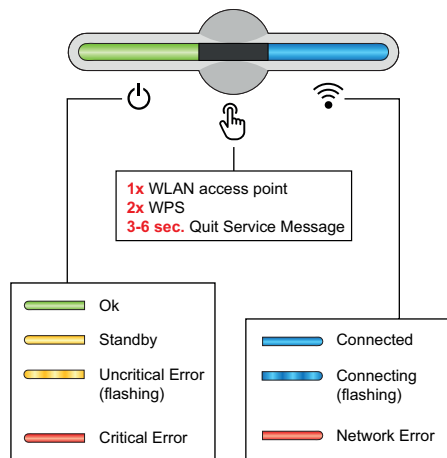 1x WLAN access point
2x WPS
3-6 sec. Quit Service Message
Ok
Standby
Uncritical Error
(flashing)
Critical Error
Connected
Connecting
(flashing)
Network Error